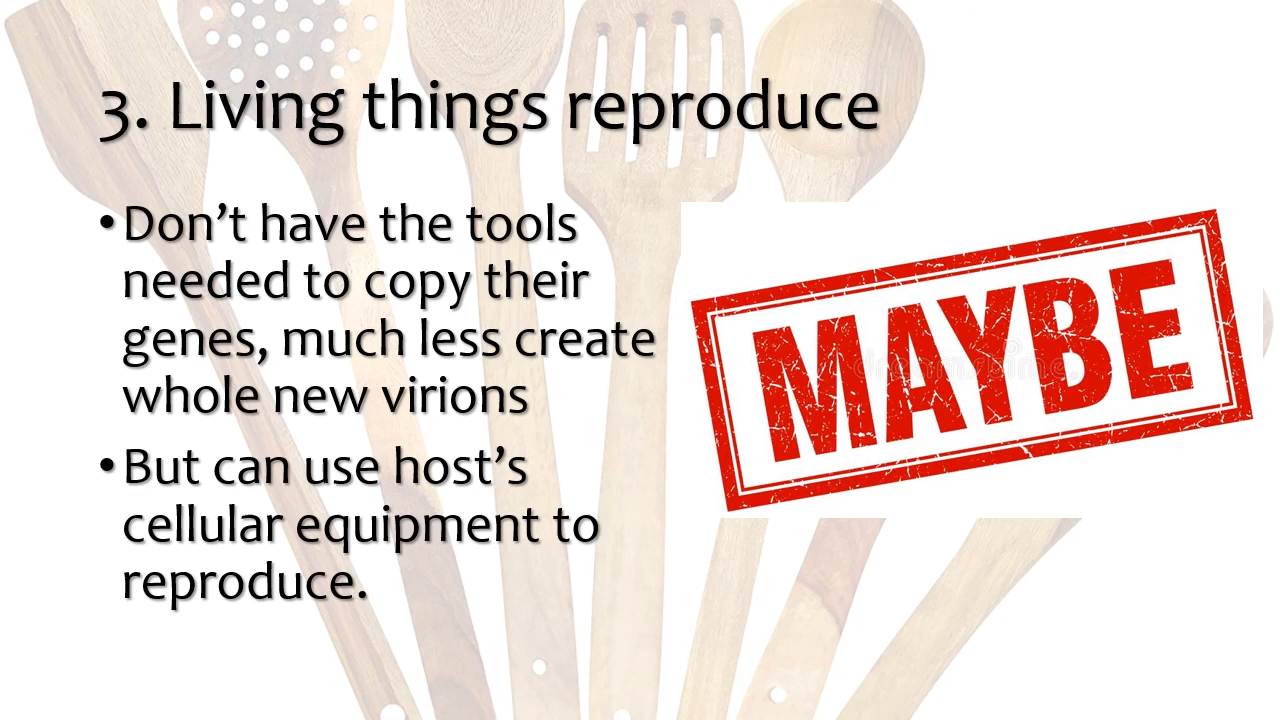 3. Living things reproduce
•Don’t have the tools
needed to copy their
genes, much less create
whole new virions
•But can use host’s
cellular equipment to
reproduce.
MAYBE
dreamstime.